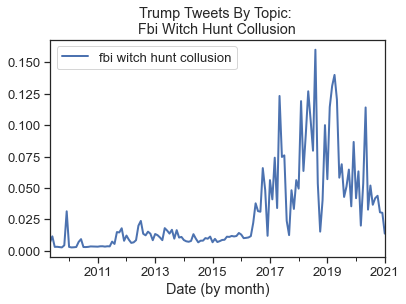 Trump Tweets By Topic:
Fbi Witch Hunt Collusion
fbi witch hunt collusion
0.150
0.125
0.100
0.075
0.050
0.025
0.000
2011 2013 2015 2017 2019 2021
Date (by month)